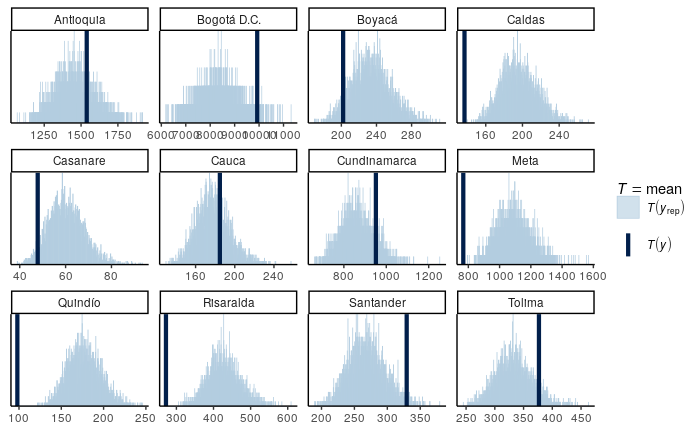 Antioquia Bogotá D.C. Boyacá Caldas
1250 1500 1750 6000 7000 8000 9000 10000 11000 200 240 280 160 200 240
Casanare Cauca Cundinamarca Meta
40 60 80 160 200 240 800 1000 1200 800 1000 1200 1400 1600
T = mean
T(yrep)
T(y)
Quindío Risaralda Santander Tolima
100 150 200 250 300 400 500 600 200 250 300 350 250 300 350 400 450